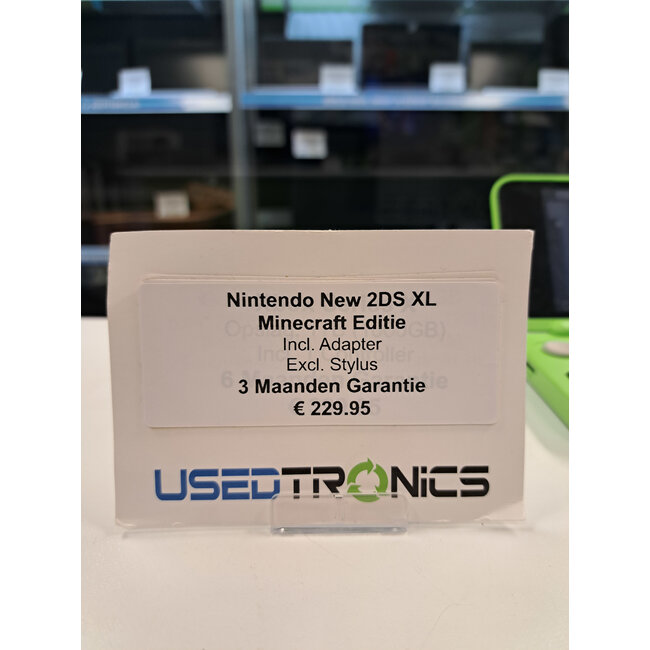 Nintendo New 2DS XL
Minecraft Editie
Incl. Adapter
Excl. Stylus
3 Maanden Garantie
€ 229.95
USEDTRONICS